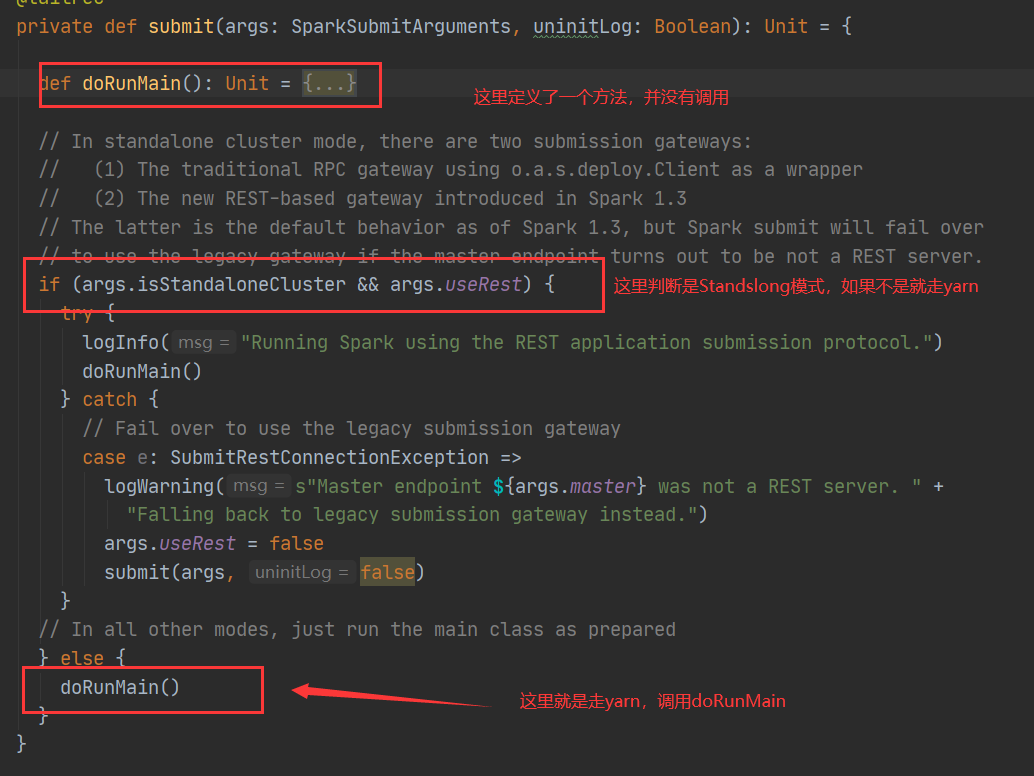 @tailrec
private def submit(args: SparkSubmitArguments, uninitLog: Boolean): Unit = {
def doRunMain(): Unit = {...}
这里定义了一个方法，并没有调用
// In standalone cluster mode, there are two submission gateways:
//   (1) The traditional RPC gateway using o.a.s.deploy.Client as a wrapper
//   (2) The new REST-based gateway introduced in Spark 1.3
// The latter is the default behavior as of Spark 1.3, but Spark submit will fail over
// to use the legacy gateway if the master endpoint turns out to be not a REST server.
if (args.isStandaloneCluster && args.useRest) {
这里判断是Standslong模式，如果不是就走yarn
try {
logInfo( msg = "Running Spark using the REST application submission protocol.")
doRunMain()
} catch {
// Fail over to use the legacy submission gateway
case e: SubmitRestConnectionException =>
logWarning( msg = s"Master endpoint ${args.master} was not a REST server. " +
"Falling back to legacy submission gateway instead.")
args.useRest = false
submit(args, uninitLog = false)
}
// In all other modes, just run the main class as prepared
} else {
doRunMain()
这里就是走yarn，调用doRunMain
}
}